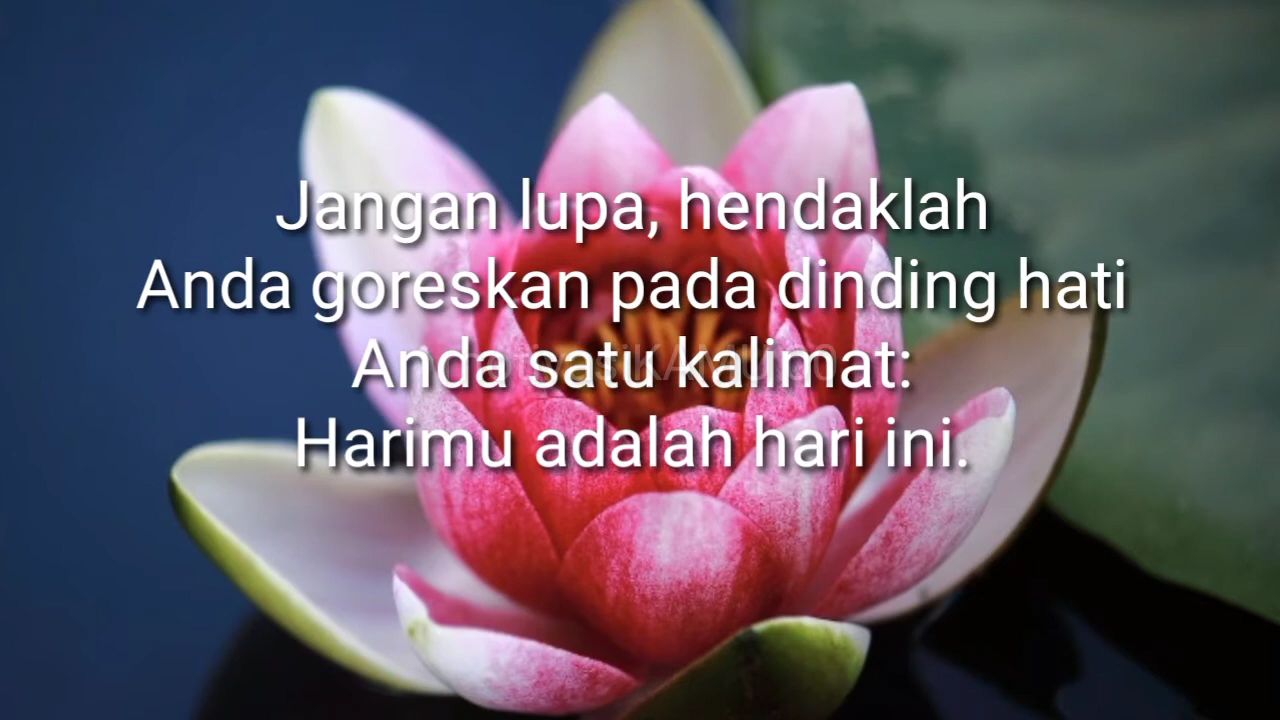 Jangan lupa, hendaklah
Anda goreskan pada dinding hati
Anda satu kalimat:
Harimu adalah hari ini.